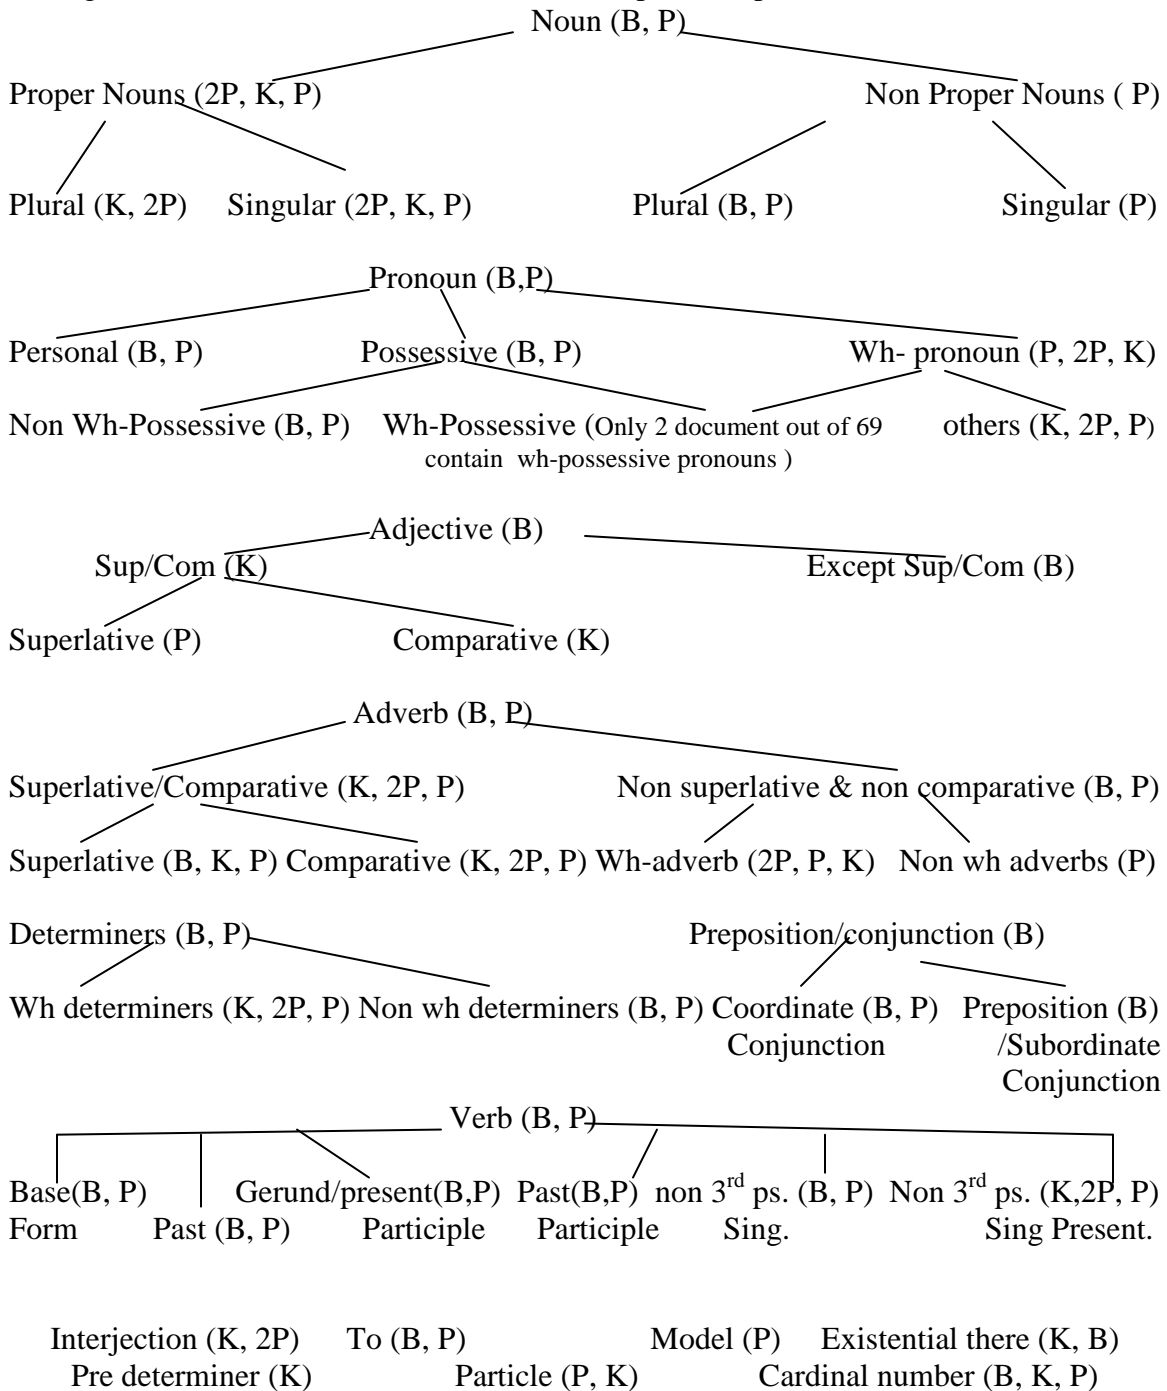 Noun (B, P)
Proper Nouns (2P, K, P) Non Proper Nouns ( P)
Plural (K, 2P) Singular (2P, K, P) Plural (B, P) Singular (P)
Pronoun (B,P)
Personal (B, P) Possessive (B, P) Wh- pronoun (P, 2P, K)
Non Wh-Possessive (B, P) Wh-Possessive (Only 2 document out of 69 others (K, 2P, P)
contain wh-possessive pronouns )
Adjective (B)
Sup/Com (K) Except Sup/Com (B)
Superlative (P) Comparative (K)
Adverb (B, P)
Superlative/Comparative (K, 2P, P) Non superlative & non comparative (B, P)
Superlative (B, K, P) Comparative (K, 2P, P) Wh-adverb (2P, P, K) Non wh adverbs (P)
Determiners (B, P) Preposition/conjunction (B)
Wh determiners (K, 2P, P) Non wh determiners (B, P) Coordinate (B, P) Preposition (B)
Conjunction /Subordinate
Conjunction
Verb (B, P)
Base(B, P) Gerund/present(B,P) Past(B,P) non 3rd ps. (B, P) Non 3rd ps. (K,2P, P)
Form Past (B, P) Participle Participle Sing. Sing Present.
Interjection (K, 2P) To (B, P) Model (P) Existential there (K, B)
Pre determiner (K) Particle (P, K) Cardinal number (B, K, P)